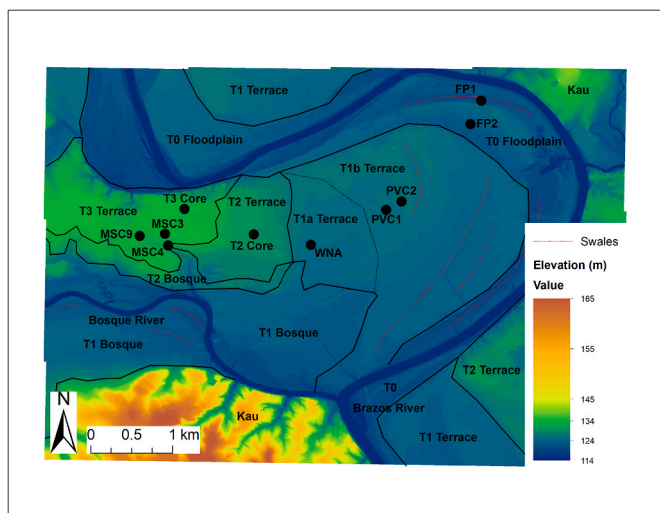 Kau
T1 Terrace
FP1
FP2
T0 Floodplain
T0 Floodplain
T1b Terrace
T3 Core
T2 Terrace
PVC2
T3 Terrace
MSC3
T1a Terrace
PVC1
MSC9
T2 Core
MSC4
WNA
Swales
T2 Bosque
Elevation (m)
Value
165
Bosque River
T1 Bosque
T1 Bosque
155
T2 Terrace
T0
145
N
Kau
Brazos River
134
0 0.5 1 km
T1 Terrace
124
114